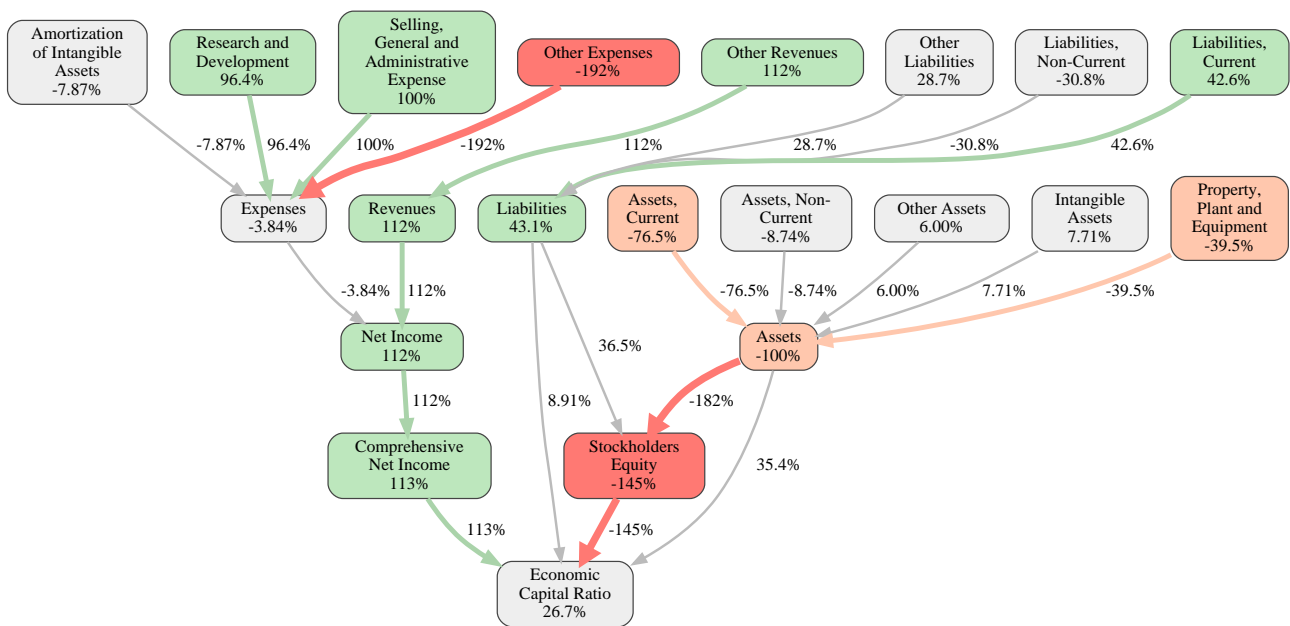 Amortization
of Intangible
Assets
-7.87%
Research and
Development
96.4%
Selling,
General and
Administrative
Expense
100%
Other Expenses
-192%
Other Revenues
112%
Other
Liabilities
28.7%
Liabilities,
Non-Current
-30.8%
Liabilities,
Current
42.6%
-7.87%
96.4%
100%
-192%
112%
28.7%
-30.8%
42.6%
Expenses
-3.84%
Revenues
112%
Liabilities
43.1%
Assets,
Current
-76.5%
Assets, Non-
Current
-8.74%
Other Assets
6.00%
Intangible
Assets
7.71%
Property,
Plant and
Equipment
-39.5%
-3.84%
112%
-76.5%
-8.74%
6.00%
7.71%
-39.5%
Net Income
112%
Assets
-100%
36.5%
112%
8.91%
-182%
Comprehensive
Net Income
113%
Stockholders
Equity
-145%
35.4%
113%
-145%
Economic
Capital Ratio
26.7%